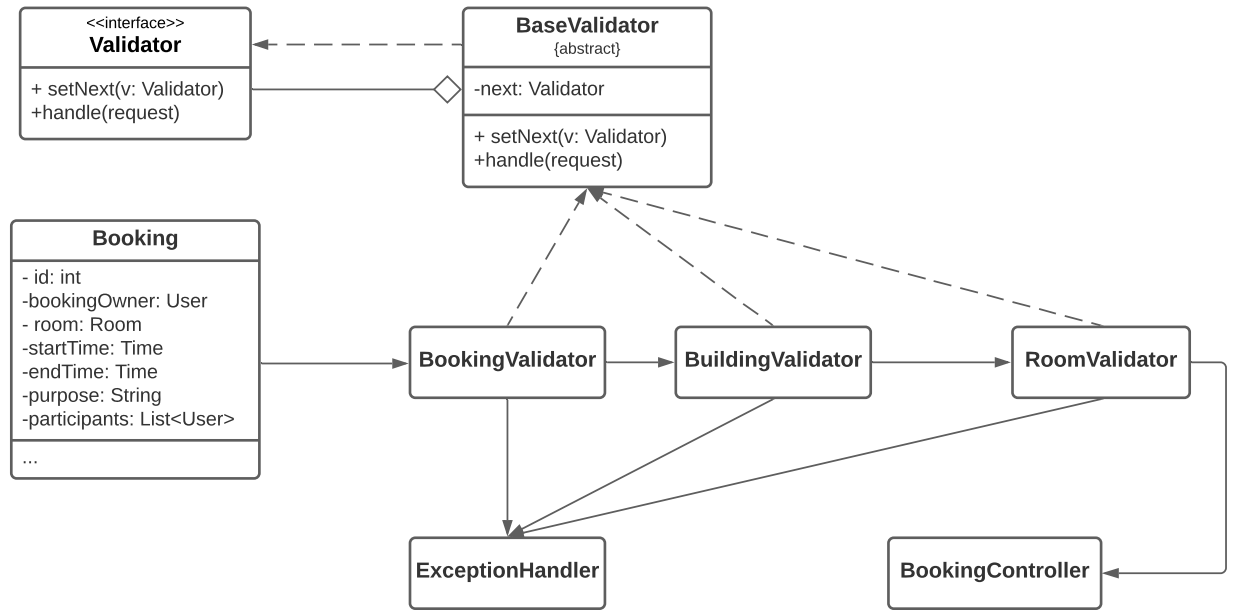 <<interface>>
Validator
+ setNext(v: Validator)
+handle(request)
BaseValidator
{abstract}
-next: Validator
+ setNext(v: Validator)
+handle(request)
Booking
- id: int
-bookingOwner: User
- room: Room
-startTime: Time
-endTime: Time
-purpose: String
-participants: List<User>
...
BookingValidator
BuildingValidator
RoomValidator
ExceptionHandler
BookingController